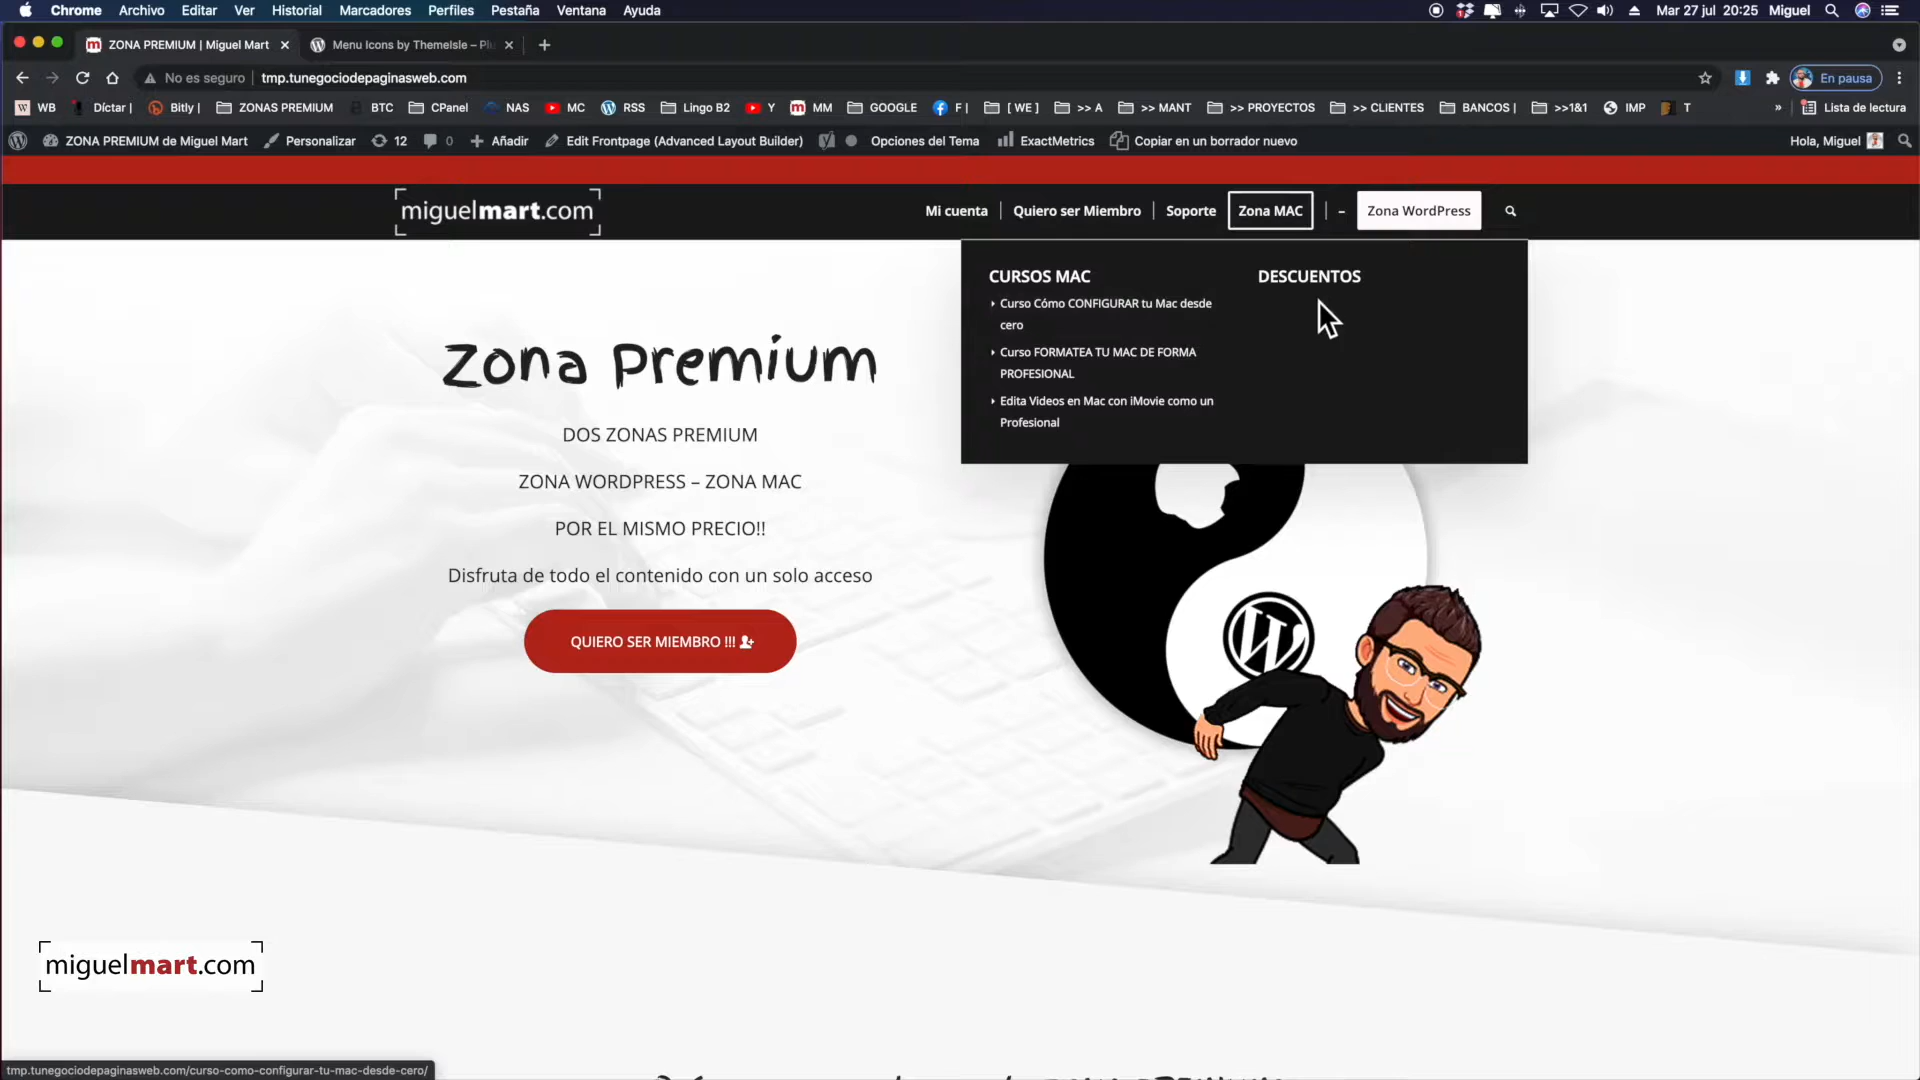 Chrome Archivo Editar Ver Historial Marcadores Perfiles Pestaña Ventana Ayuda Mar 27 jul 20:25 Miguel
ZONA PREMIUM | Miguel Mart Menu Icons by ThemeIsle – Plu
No es seguro tmp.tunegociodepaginasweb.com En pausa
WB Díctar | Bitly | ZONAS PREMIUM BTC CPanel NAS MC RSS Lingo B2 Y MM GOOGLE F | [ WE ] >> A >> MANT >> PROYECTOS >> CLIENTES BANCOS | >>1&1 IMP T » Lista de lectura
ZONA PREMIUM de Miguel Mart Personalizar 12 0 Añadir Edit Frontpage (Advanced Layout Builder) Opciones del Tema ExactMetrics Copiar en un borrador nuevo Hola, Miguel
miguelmart.com Mi cuenta Quiero ser Miembro Soporte Zona MAC – Zona WordPress
CURSOS MAC DESCUENTOS
Curso Cómo CONFIGURAR tu Mac desde
cero
Curso FORMATEA TU MAC DE FORMA
PROFESIONAL
Edita Videos en Mac con iMovie como un
Profesional
Zona Premium
DOS ZONAS PREMIUM
ZONA WORDPRESS – ZONA MAC
POR EL MISMO PRECIO!!
Disfruta de todo el contenido con un solo acceso
QUIERO SER MIEMBRO !!!
miguelmart.com
tmp.tunegociodepaginasweb.com/curso-como-configurar-tu-mac-desde-cero/